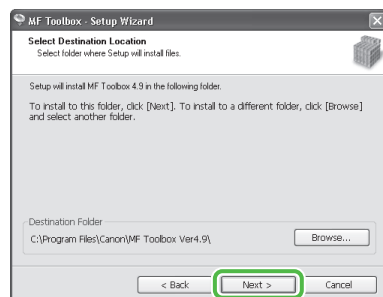 MF Toolbox - Setup Wizard
Select Destination Location
Select folder where Setup will install files.
Setup will install MF Toolbox 4.9 in the following folder.
To install to this folder, click [Next]. To install to a different folder, click [Browse]
and select another folder.
Destination Folder
C:\Program Files\Canon\MF Toolbox Ver4.9\
Browse...
< Back
Next >
Cancel